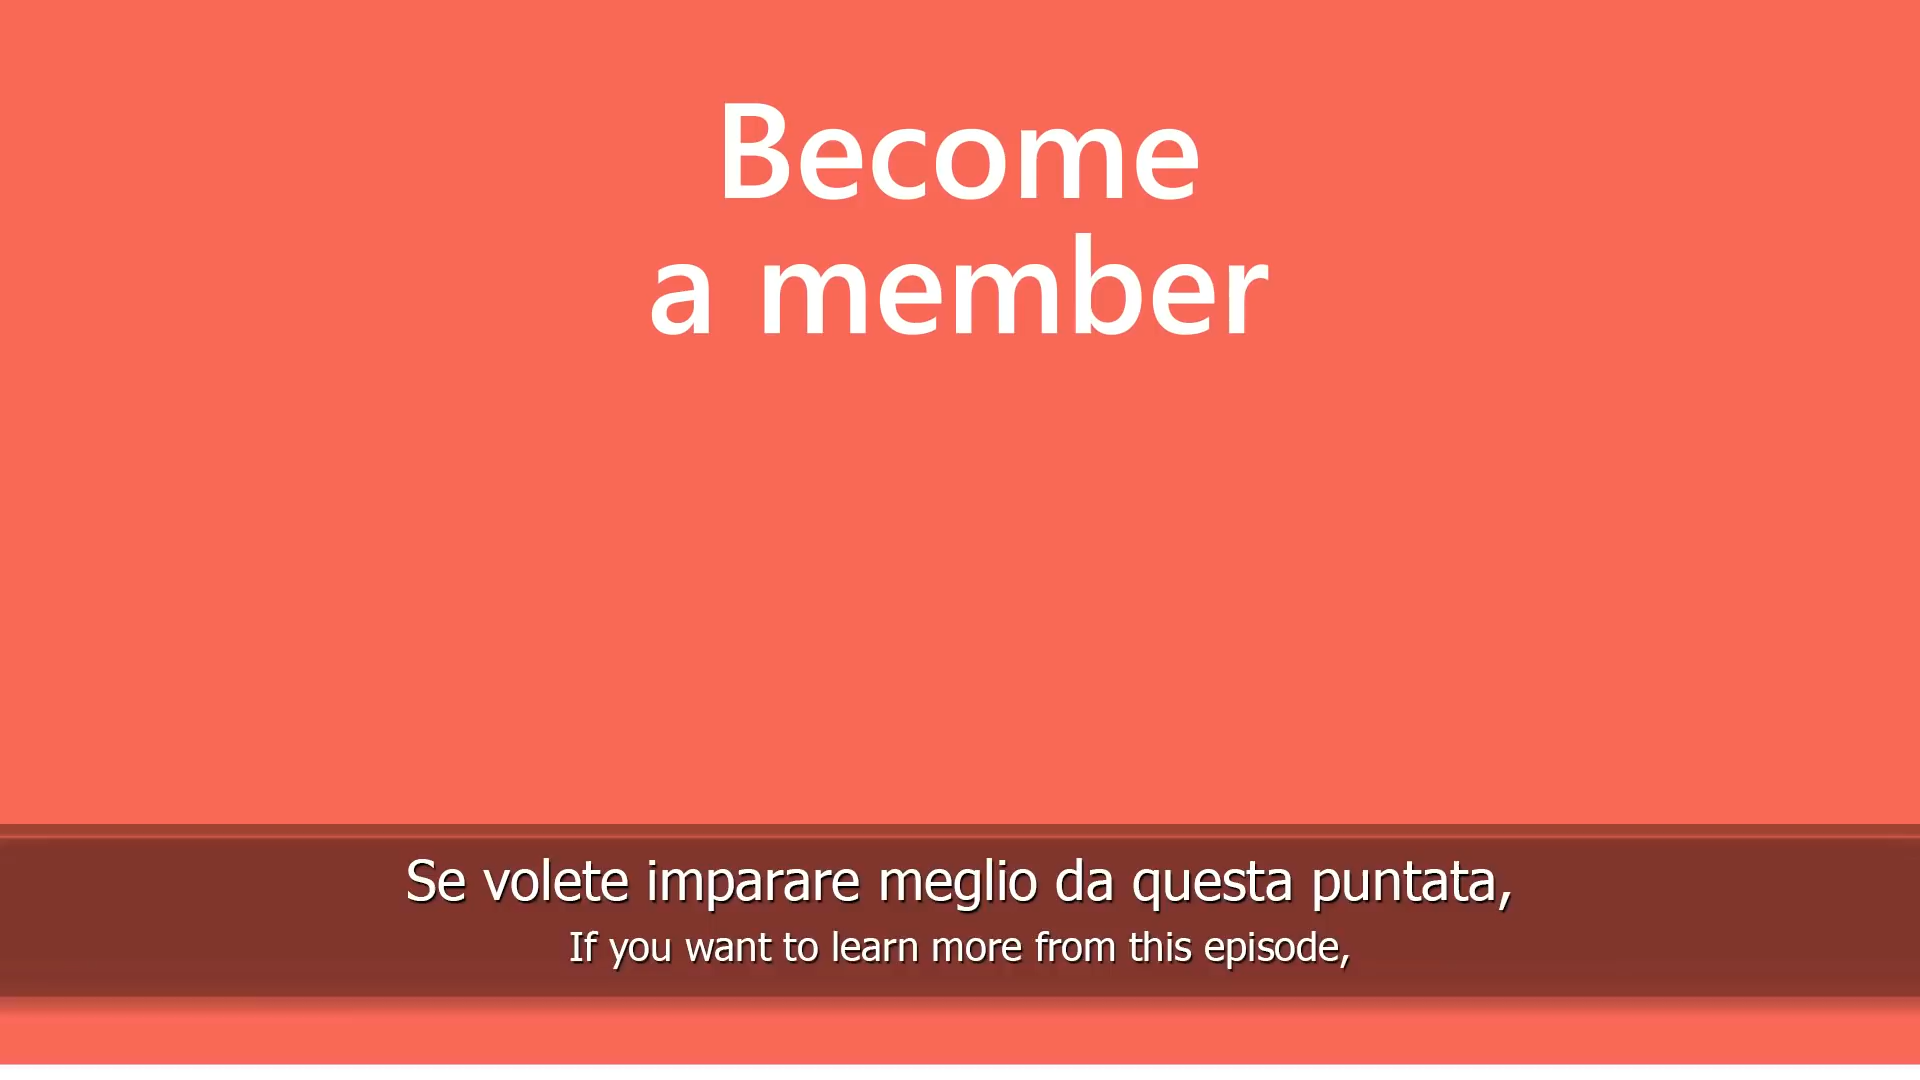 Become
a member
Se volete imparare meglio da questa puntata,
If you want to learn more from this episode,